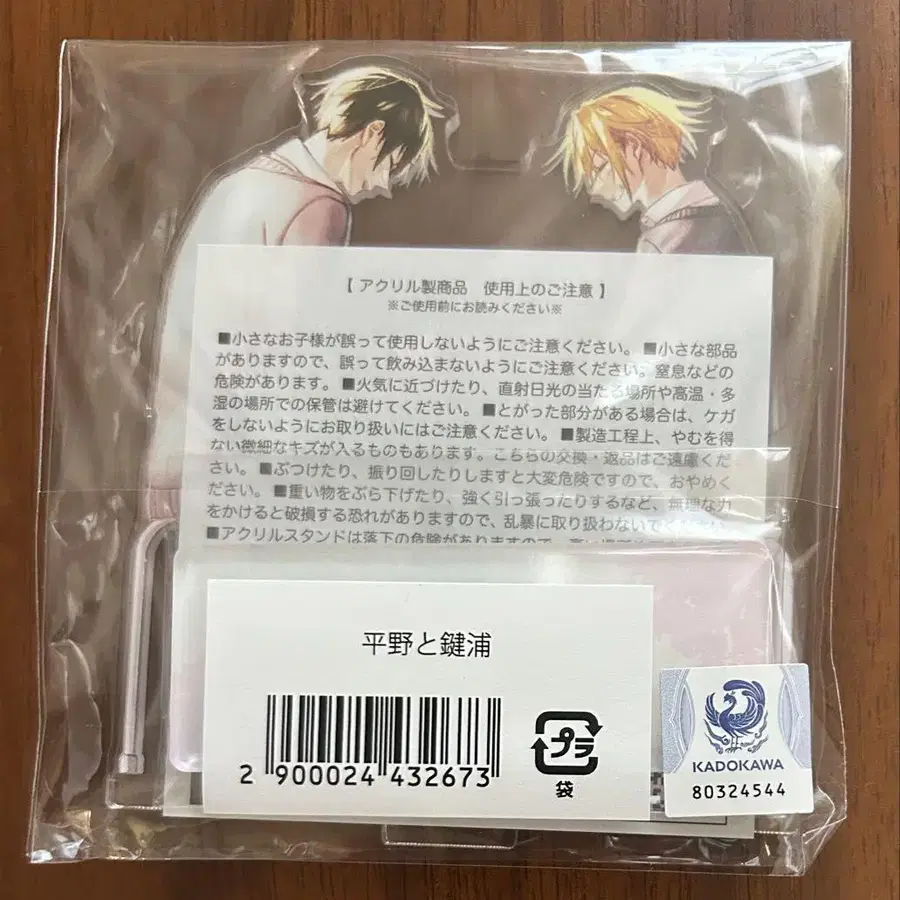 【 アクリル製商品　使用上のご注意 】
※ご使用前にお読みください※
■小さなお子様が誤って使用しないようにご注意ください。 ■小さな部品
がありますので、誤って飲み込まないようにご注意ください。窒息などの
危険があります。 ■火気に近づけたり、直射日光の当たる場所や高温・多
湿の場所での保管は避けてください。 ■とがった部分がある場合は、ケガ
をしないようにお取り扱いにはご注意ください。 ■製造工程上、やむを得
ない微細なキズが入るものもあります。こちらの交換・返品はご遠慮くだ
さい。 ■ぶつけたり、振り回したりしますと大変危険ですので、おやめく
ださい。 ■重い物をぶら下げたり、強く引っ張ったりするなど、無理な力
をかけると破損する恐れがありますので、乱暴に取り扱わないでください。
■アクリルスタンドは落下の危険がありますので、
平野と鍵浦
2 900024 432673
プラ
袋
KADOKAWA
80324544